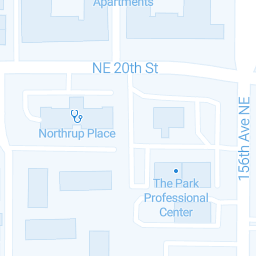 Apartments
NE 20th St
Northrup Place
156th Ave NE
The Park
Professional
Center